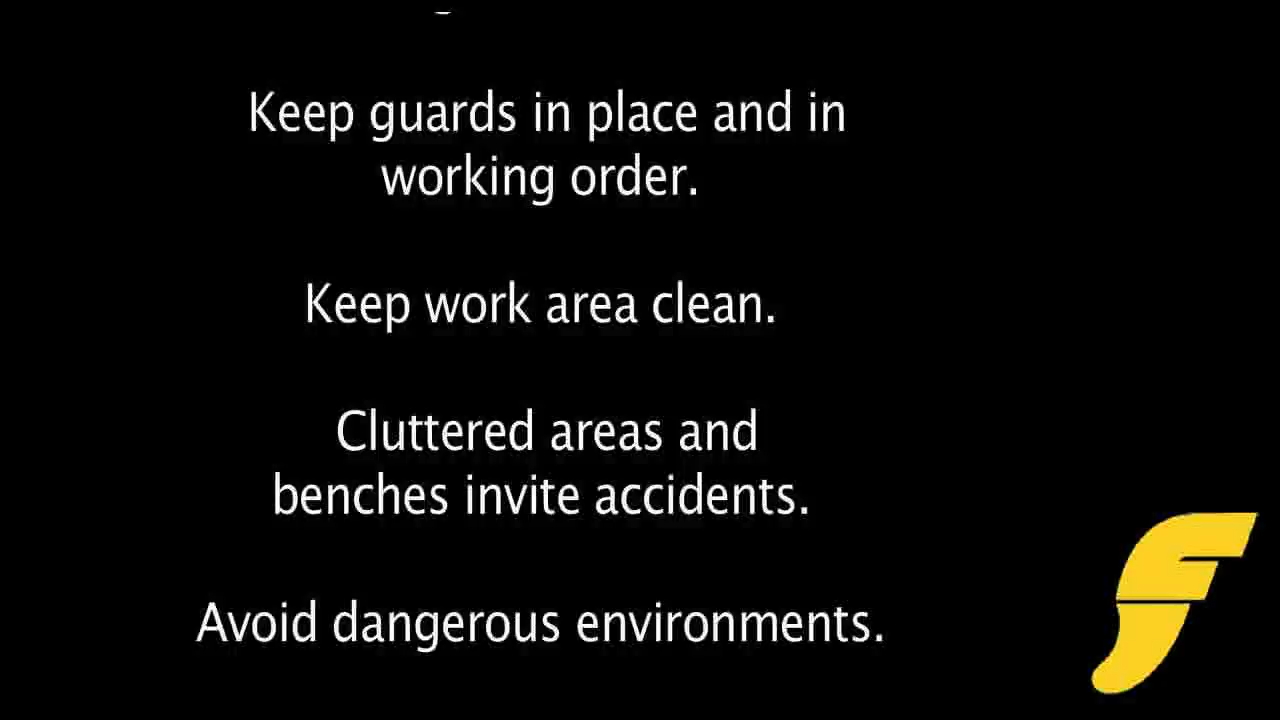 Keep guards in place and in
working order.
Keep work area clean.
Cluttered areas and
benches invite accidents.
Avoid dangerous environments.